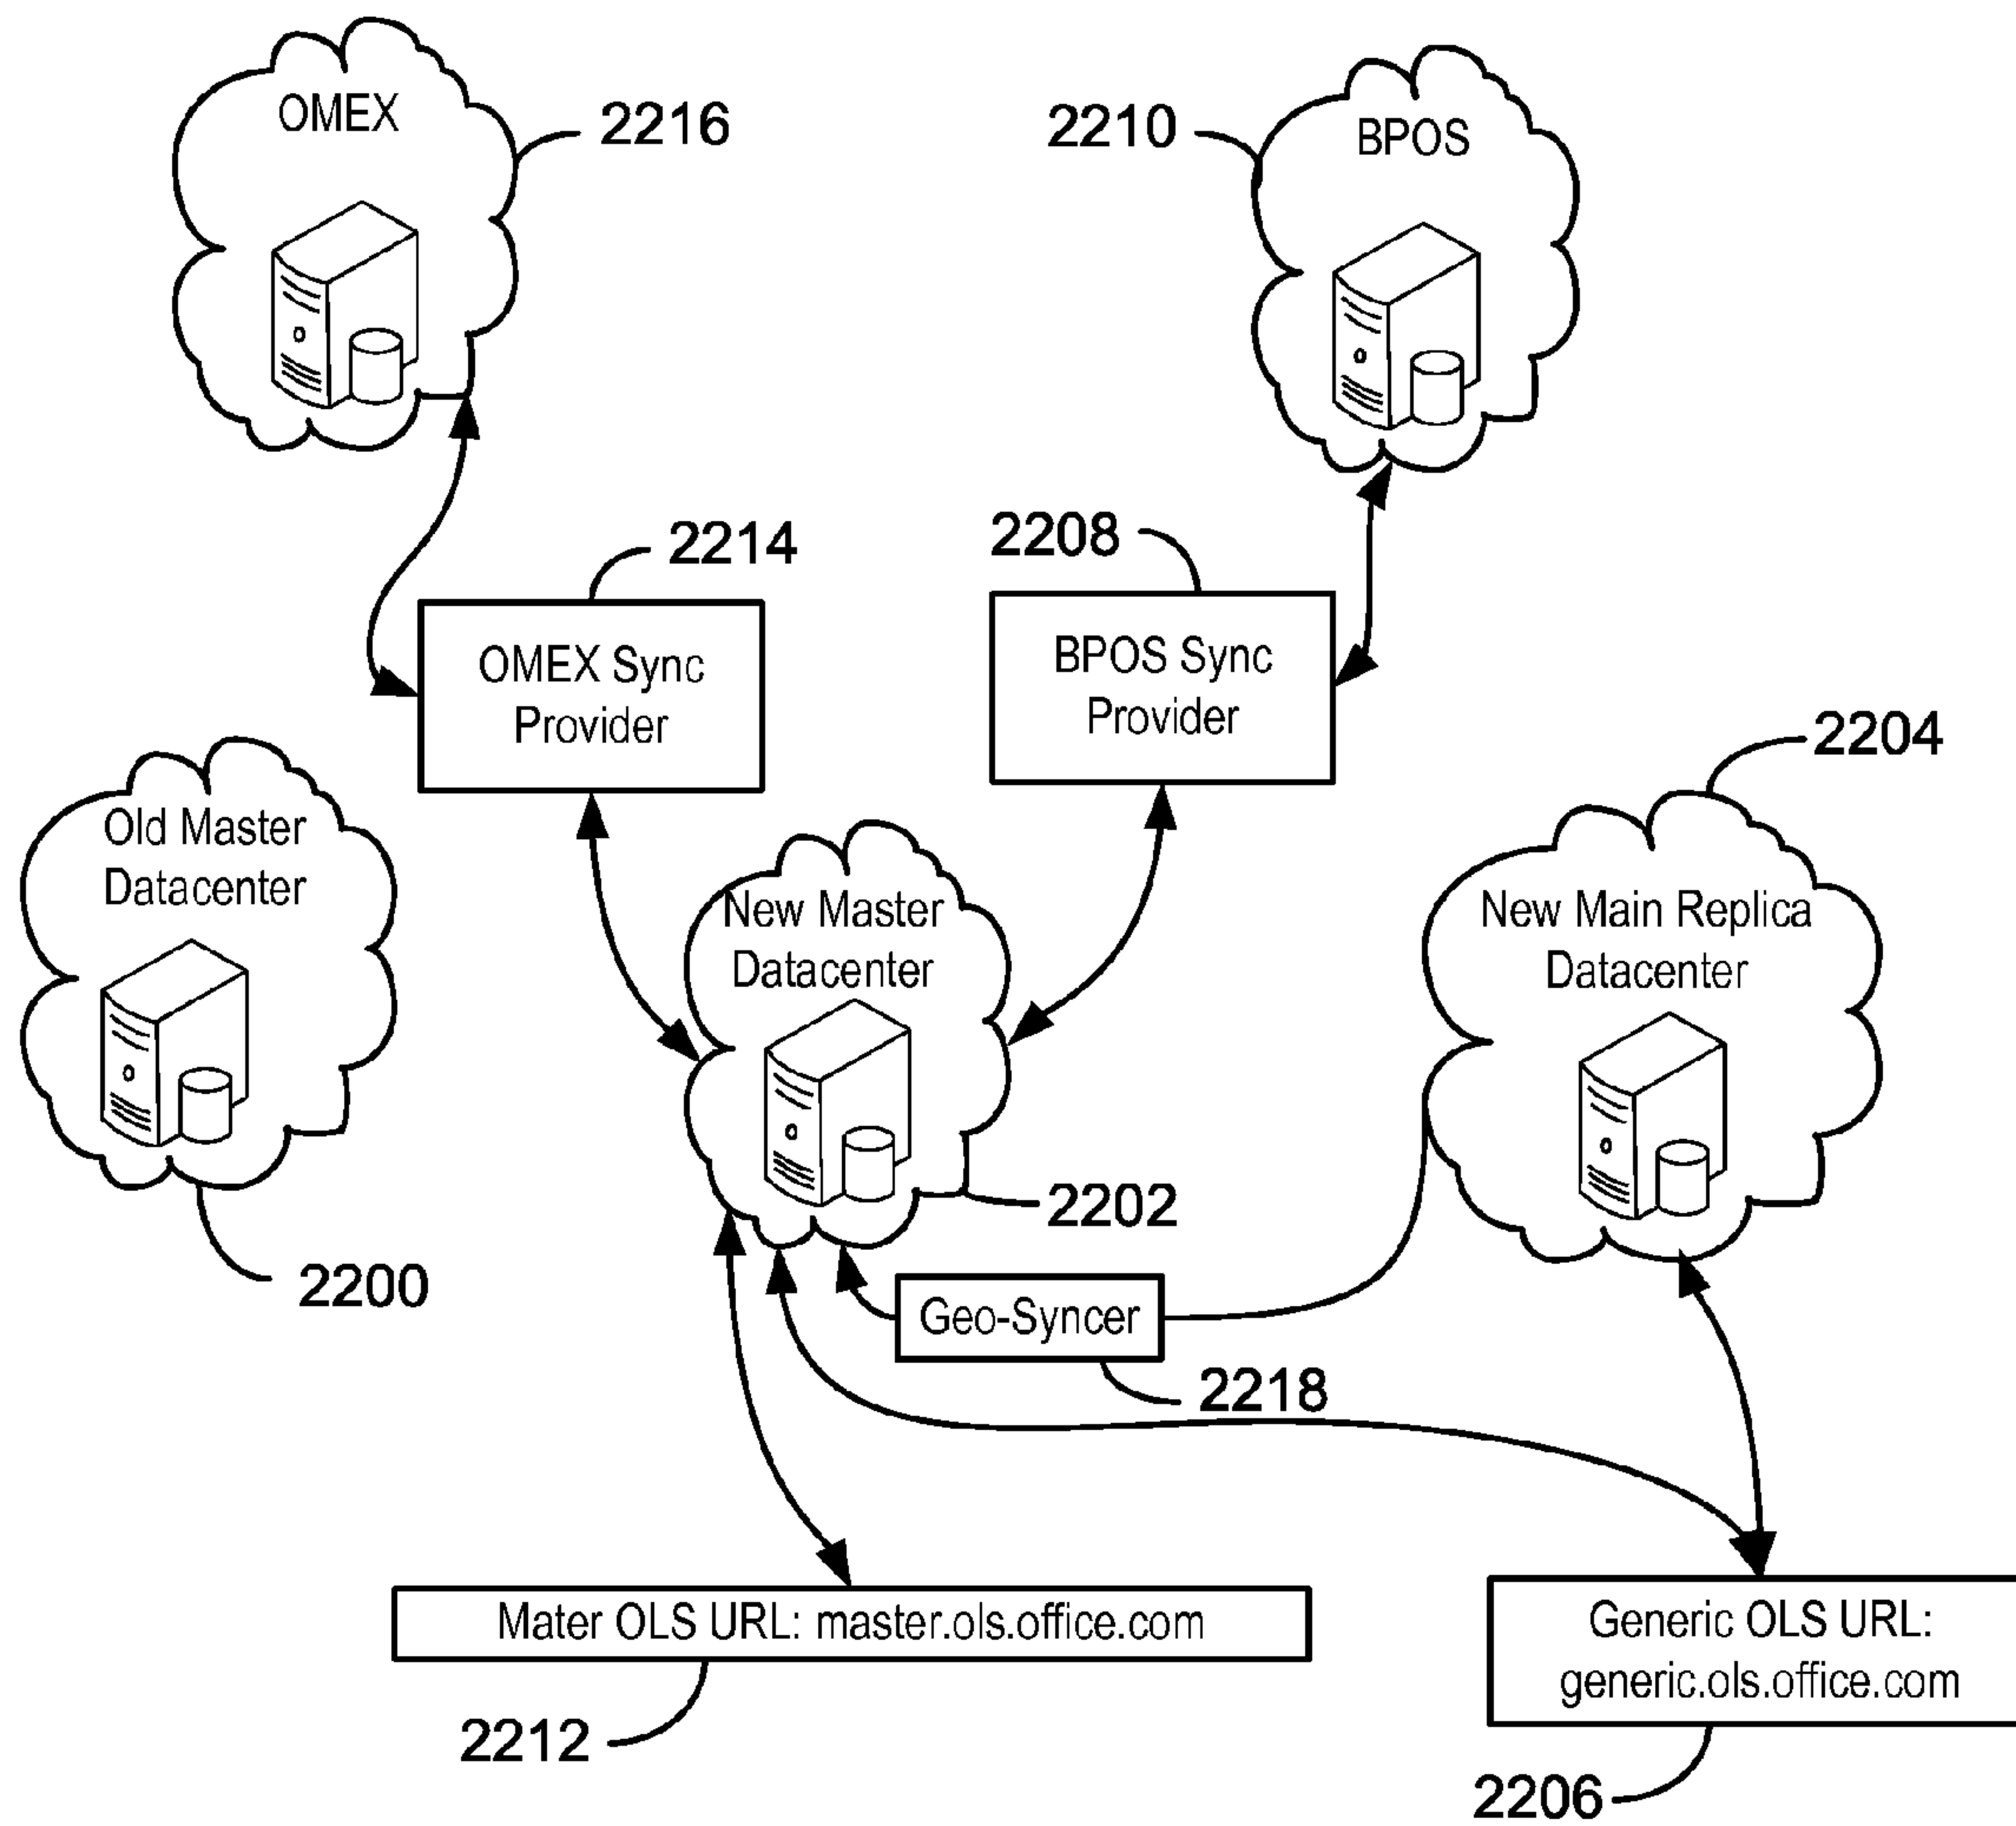 OMEX
2216
2210
BPOS
2214
2208
OMEX Sync
Provider
BPOS Sync
Provider
2204
Old Master
Datacenter
New Master
Datacenter
New Main Replica
Datacenter
2202
2200
Geo-Syncer
2218
Mater OLS URL: master.ols.office.com
Generic OLS URL:
generic.ols.office.com
2212
2206